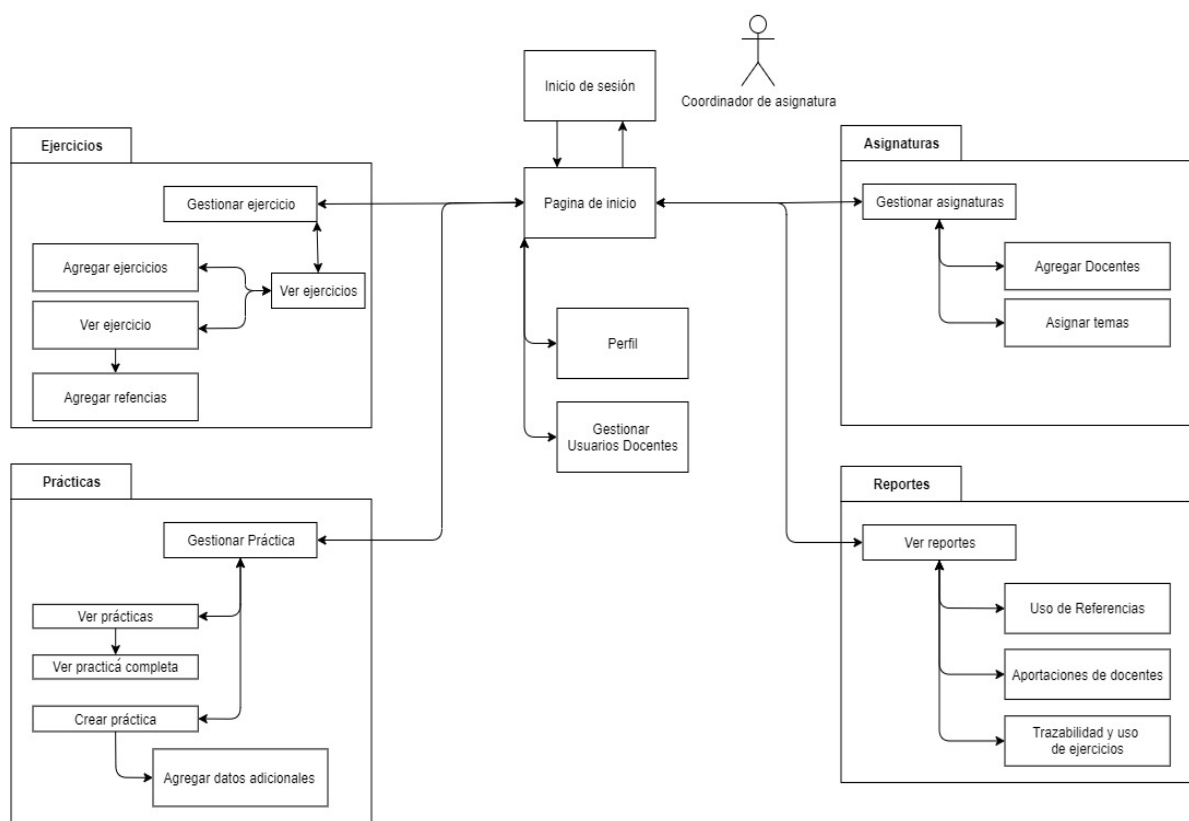 Inicio de sesión
Coordinador de asignatura
Pagina de inicio
Perfil
Gestionar
Usuarios Docentes
Ejercicios
Gestionar ejercicio
Agregar ejercicios
Ver ejercicios
Ver ejercicio
Agregar refencias
Prácticas
Gestionar Práctica
Ver prácticas
Ver practicá completa
Crear práctica
Agregar datos adicionales
Asignaturas
Gestionar asignaturas
Agregar Docentes
Asignar temas
Reportes
Ver reportes
Uso de Referencias
Aportaciones de docentes
Trazabilidad y uso
de ejercicios